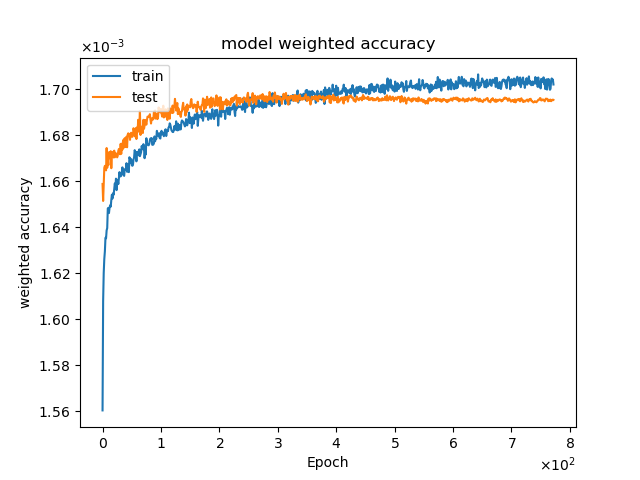 model weighted accuracy
×10⁻³
train
test
1.70
1.68
1.66
1.64
1.62
1.60
1.58
1.56
weighted accuracy
0 1 2 3 4 5 6 7 8
Epoch
×10²